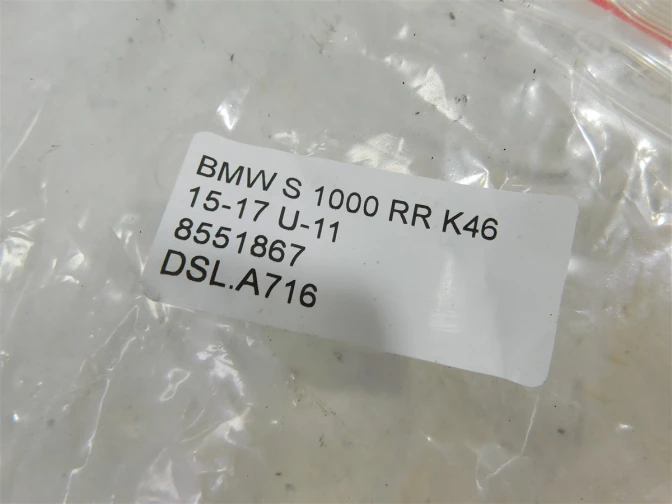 BMW S 1000 RR K46
15-17 U-11
8551867
DSL.A716